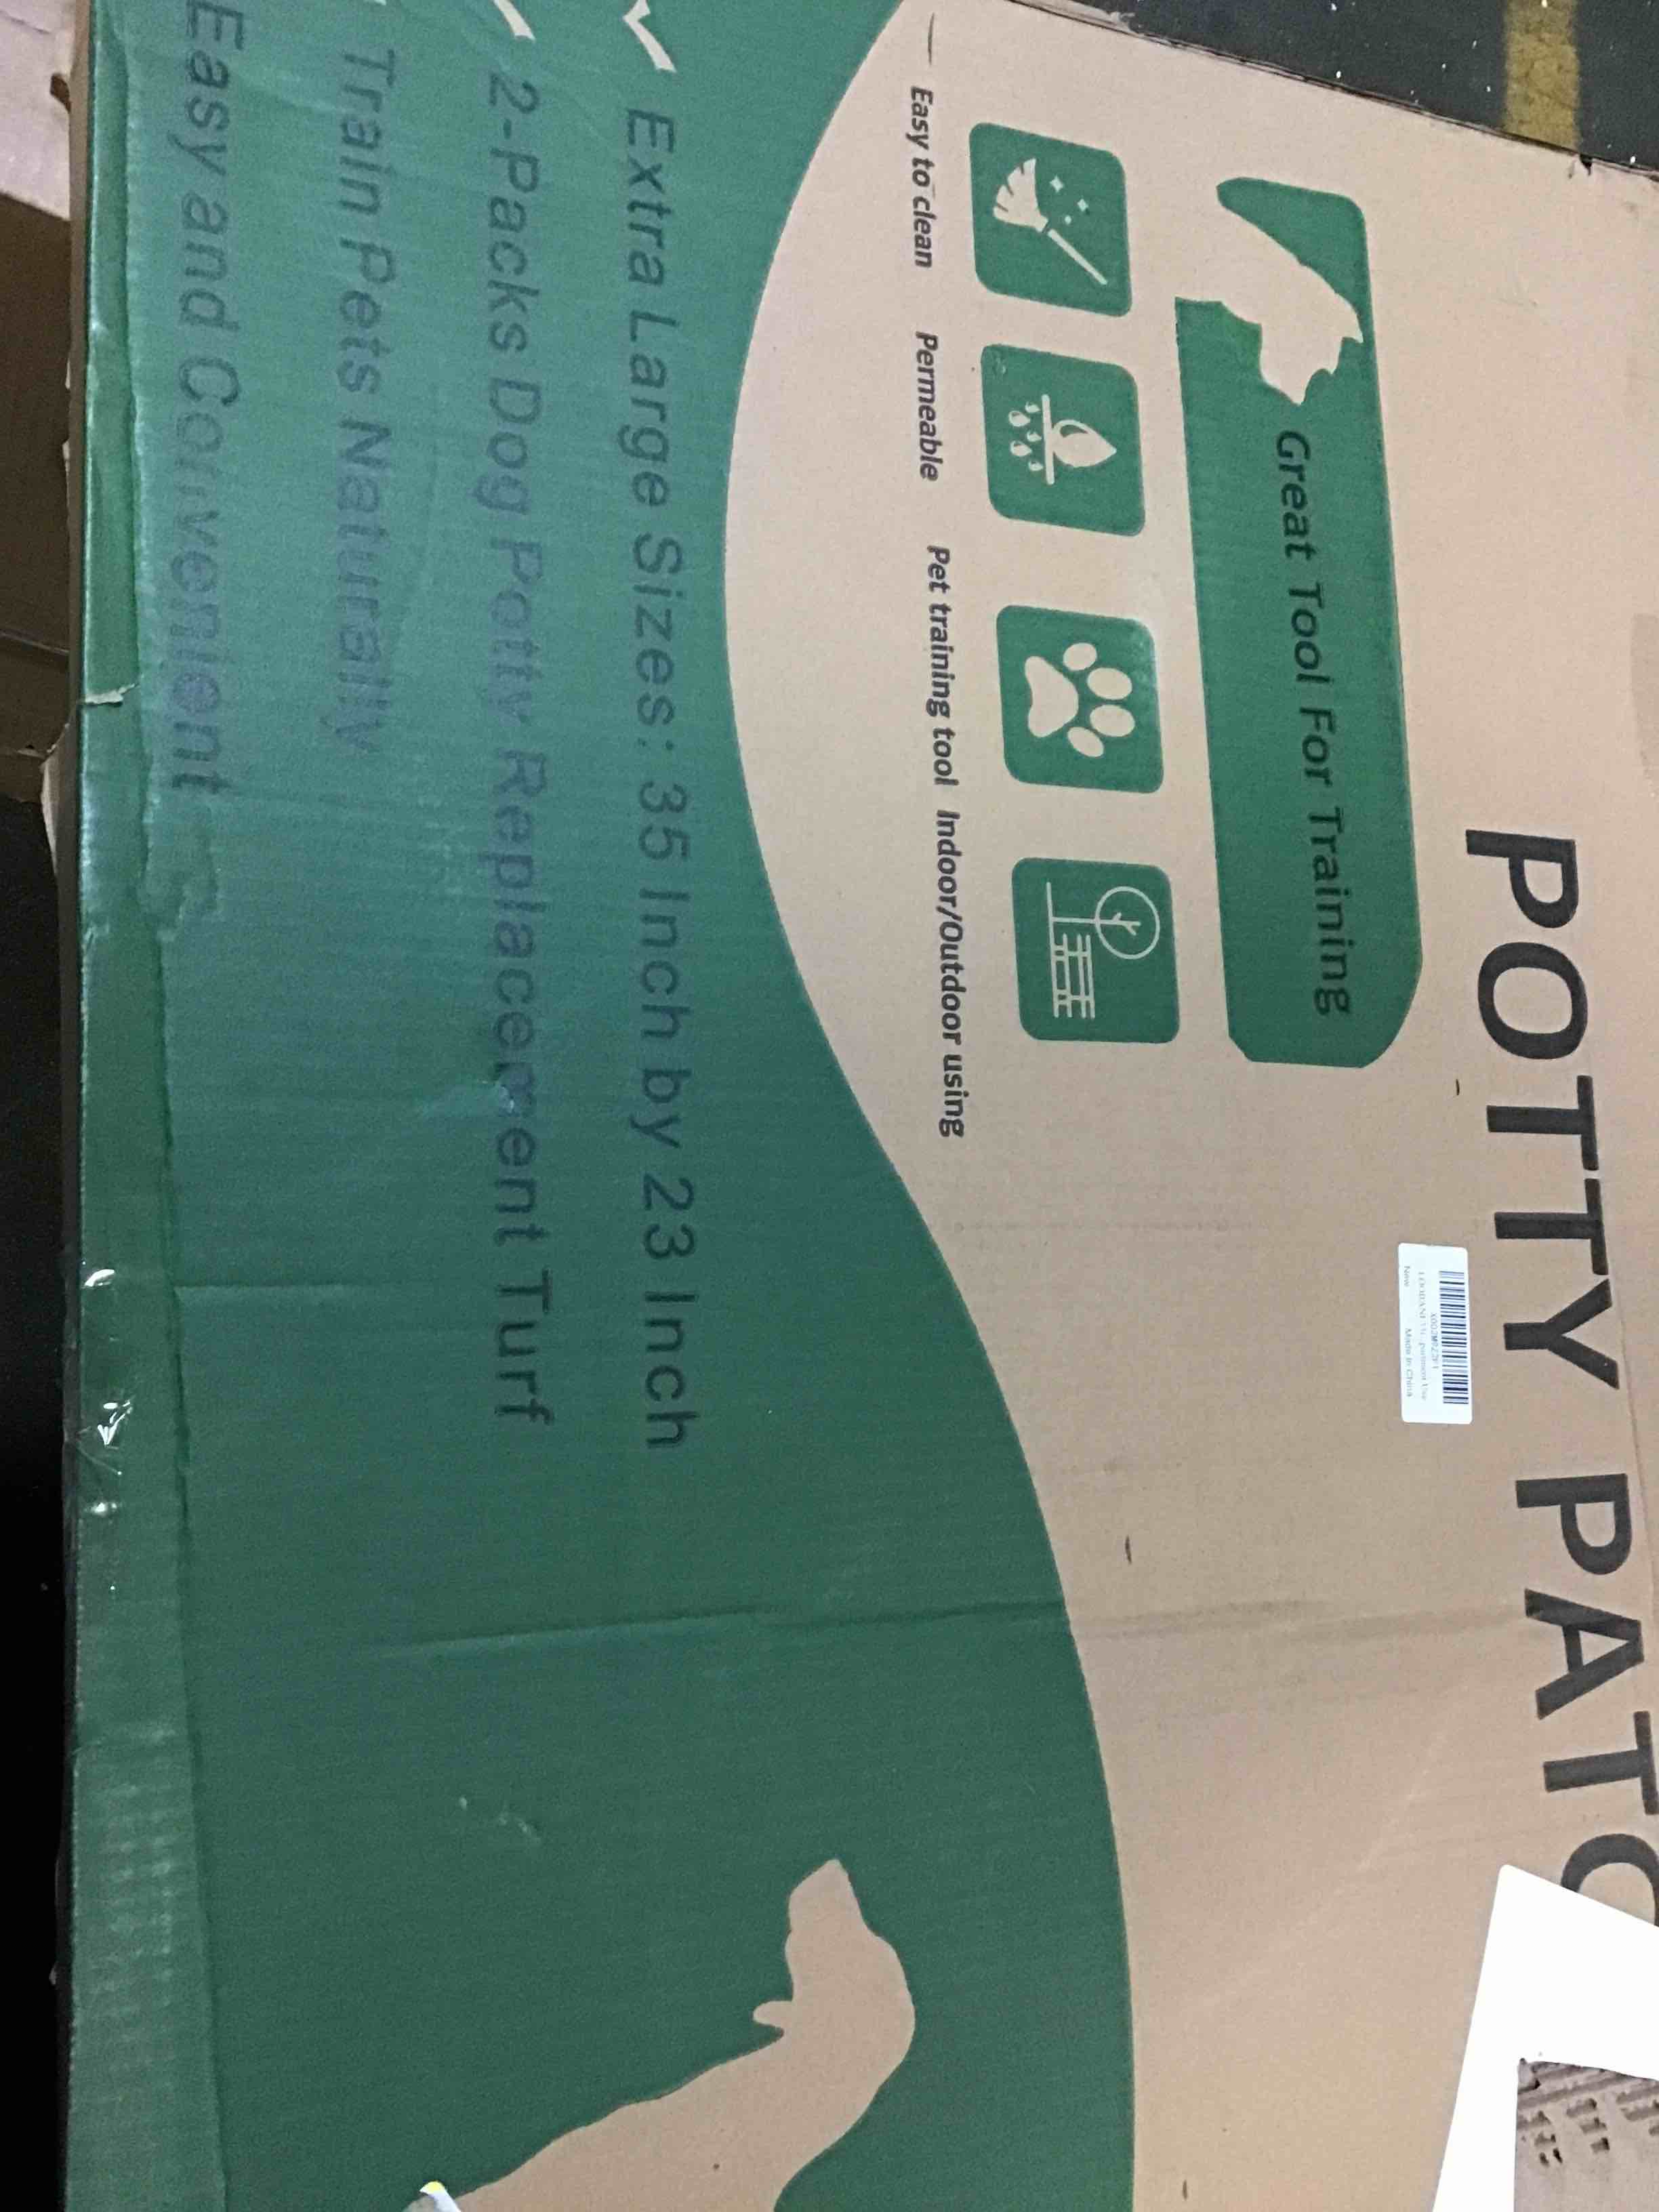 POTTY PATC
Great Tool For Training
Easy to clean
Permeable
Pet training tool
Indoor/Outdoor using
Extra Large Sizes: 35 Inch by 23 Inch
2-Packs Dog Potty Replacement Turf
Train Pets Naturally
Easy and Convenient
New
Made In China